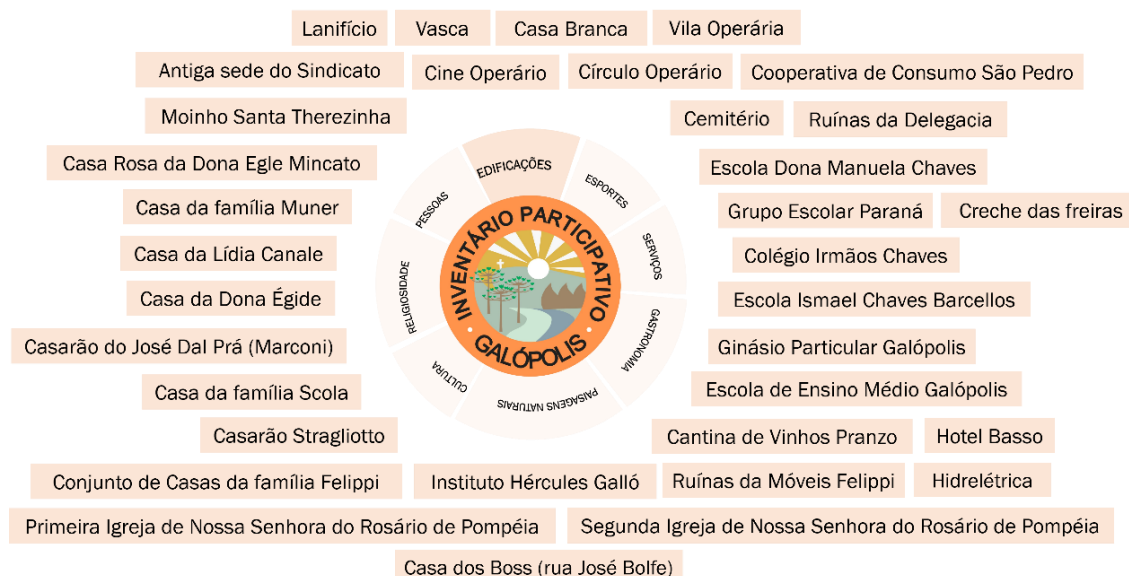 Lanifício
Vasca
Casa Branca
Vila Operária
Antiga sede do Sindicato
Cine Operário
Círculo Operário
Cooperativa de Consumo São Pedro
Moinho Santa Therezinha
Cemitério
Ruínas da Delegacia
Casa Rosa da Dona Egle Mincato
Escola Dona Manuela Chaves
Casa da família Muner
Grupo Escolar Paraná
Creche das freiras
Casa da Lídia Canale
Colégio Irmãos Chaves
Casa da Dona Égide
Escola Ismael Chaves Barcellos
Casarão do José Dal Prá (Marconi)
Ginásio Particular Galópolis
Casa da família Scola
Escola de Ensino Médio Galópolis
Casarão Stragliotto
Cantina de Vinhos Pranzo
Hotel Basso
Conjunto de Casas da família Felippi
Instituto Hércules Galló
Ruínas da Móveis Felippi
Hidrelétrica
Primeira Igreja de Nossa Senhora do Rosário de Pompéia
Segunda Igreja de Nossa Senhora do Rosário de Pompéia
Casa dos Boss (rua José Bolfe)
EDIFICAÇÕES
ESPORTES
SERVIÇOS
GASTRONOMIA
PAISAGENS NATURAIS
CULTURA
RELIGIOSIDADE
PESSOAS
INVENTÁRIO PARTICIPATIVO
GALÓPOLIS